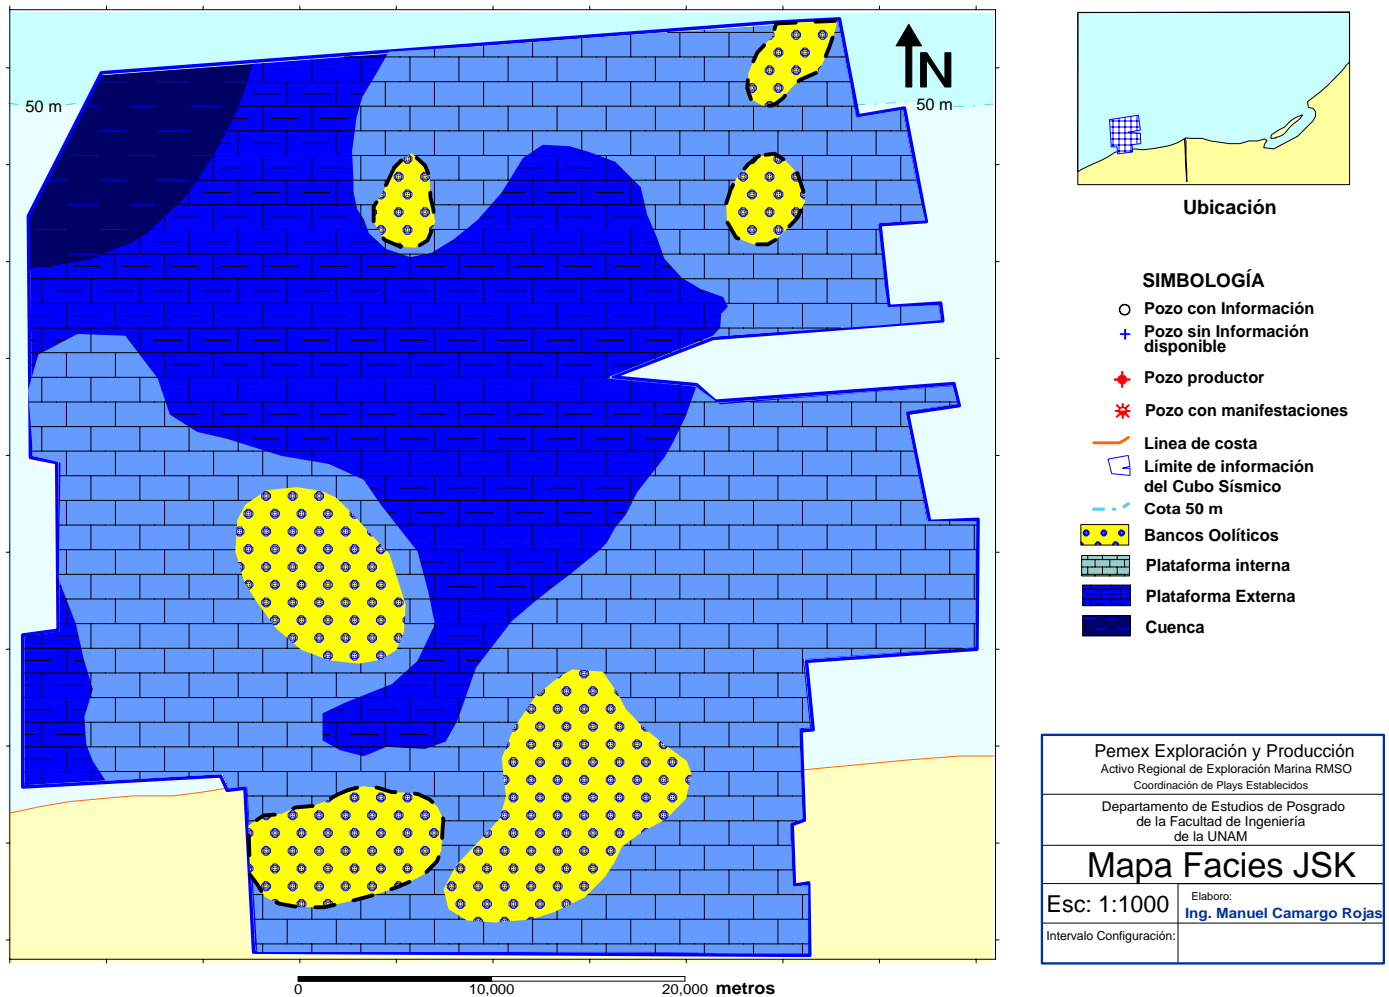 N
50 m
50 m
Ubicación
SIMBOLOGÍA
Pozo con Información
Pozo sin Información
disponible
Pozo productor
Pozo con manifestaciones
Linea de costa
Límite de información
del Cubo Sísmico
Cota 50 m
Bancos Oolíticos
Plataforma interna
Plataforma Externa
Cuenca
Pemex Exploración y Producción
Activo Regional de Exploración Marina RMSO
Coordinación de Plays Establecidos
Departamento de Estudios de Posgrado
de la Facultad de Ingeniería
de la UNAM
Mapa Facies JSK
Esc: 1:1000
Elaboro:
Ing. Manuel Camargo Rojas
Intervalo Configuración:
0 10,000 20,000 metros